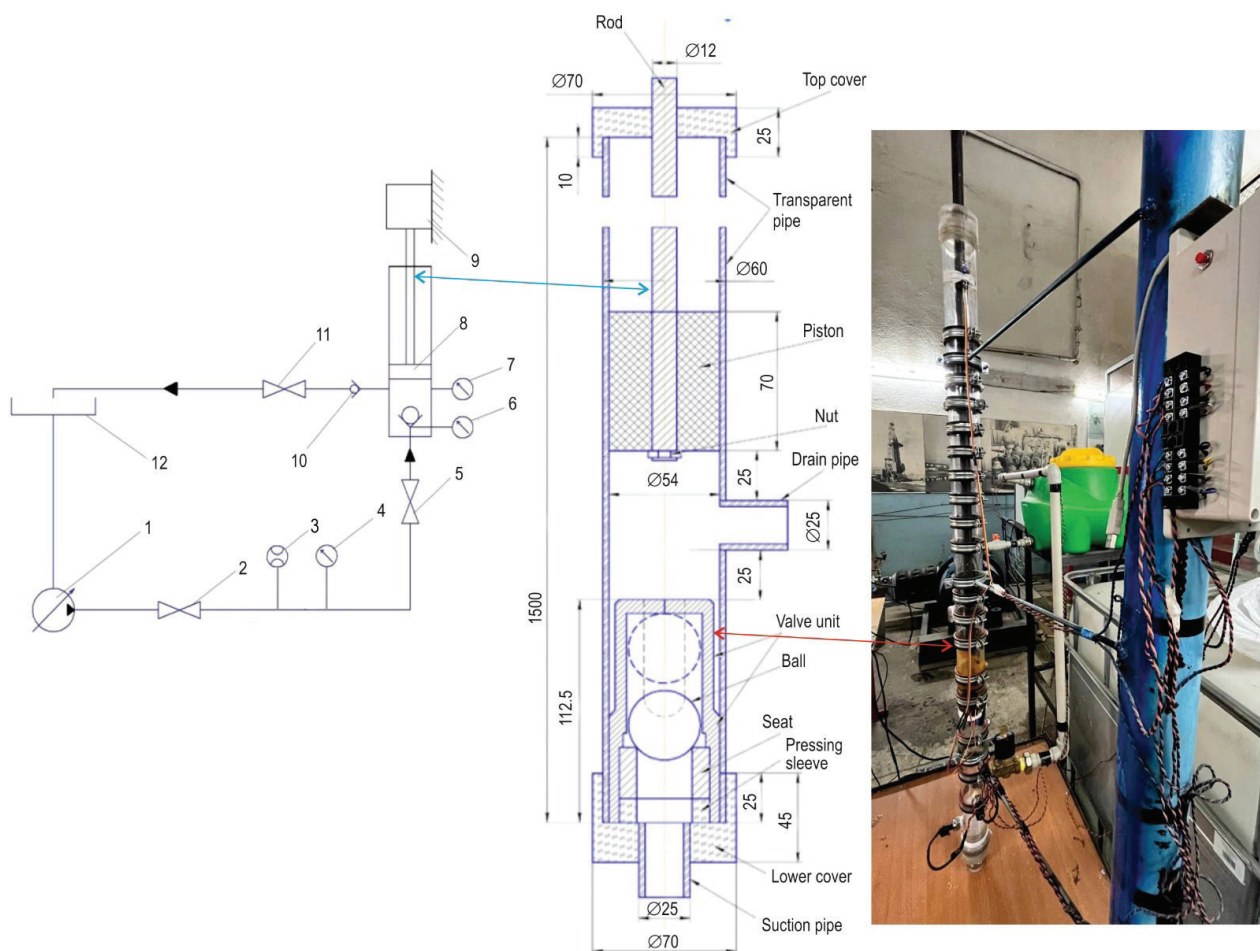 Rod
Ø12
Ø70
Top cover
25
10
Transparent
pipe
9
Ø60
8
11
Piston
7
70
6
Nut
Drain pipe
12
10
25
Ø54
5
Ø25
3
4
1
2
25
1500
Valve unit
Ball
112.5
Seat
Pressing
sleeve
25
45
Lower cover
Ø25
Suction pipe
Ø70